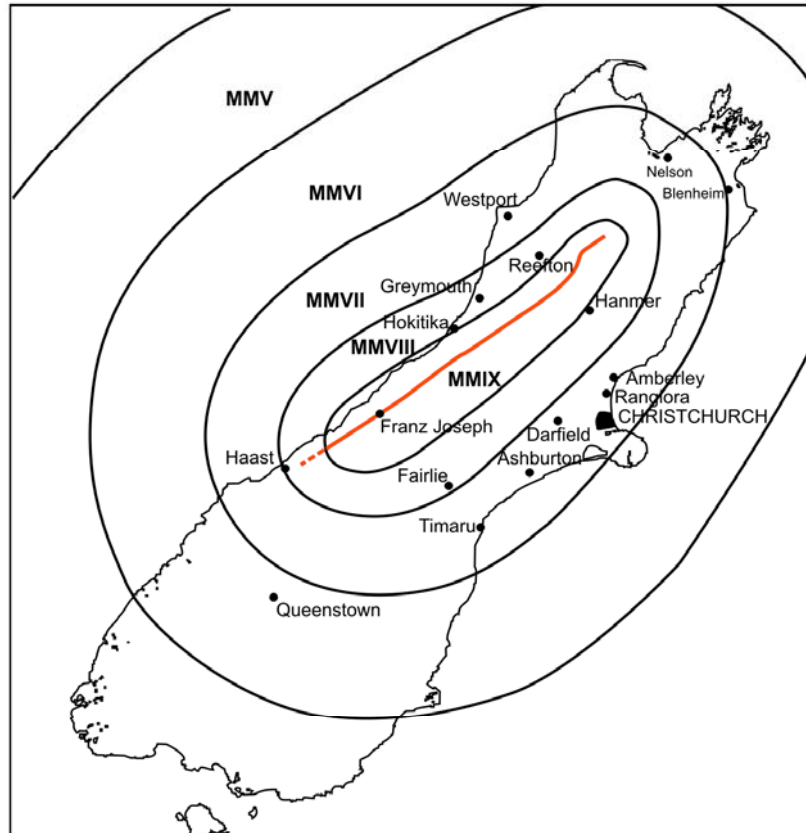 MMV
Nelson
MMVI
Blenheim
Westport
Reefton
Greymouth
MMVII
Hanmer
Hokitika
MMVIII
MMIX
Amberley
Rangiora
CHRISTCHURCH
Franz Joseph
Darfield
Haast
Ashburton
Fairlie
Timaru
Queenstown